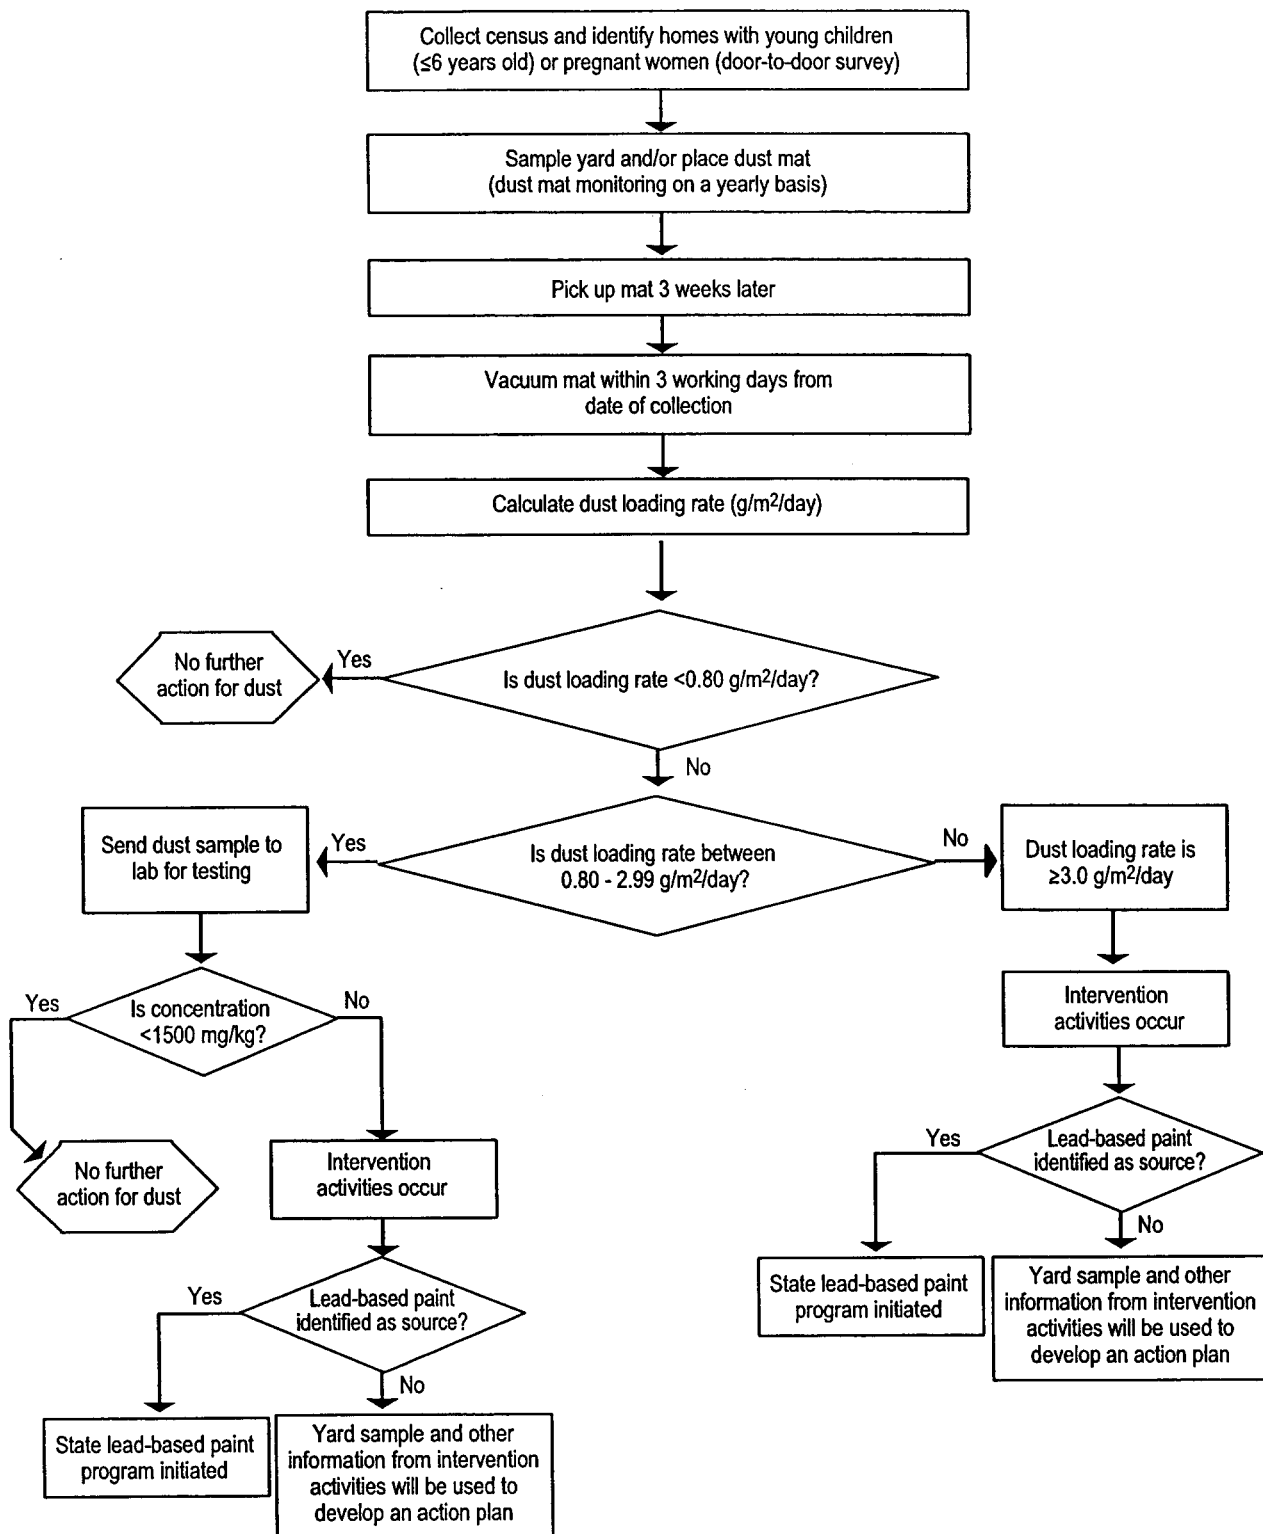 Collect census and identify homes with young children
(≤6 years old) or pregnant women (door-to-door survey)
Sample yard and/or place dust mat
(dust mat monitoring on a yearly basis)
Pick up mat 3 weeks later
Vacuum mat within 3 working days from
date of collection
Calculate dust loading rate (g/m²/day)
No further
action for dust
Yes
Is dust loading rate <0.80 g/m²/day?
No
Send dust sample to
lab for testing
Yes
Is dust loading rate between
0.80 - 2.99 g/m²/day?
No
Dust loading rate is
≥3.0 g/m²/day
Yes
Is concentration
<1500 mg/kg?
No
Intervention
activities occur
No further
action for dust
Intervention
activities occur
Yes
Lead-based paint
identified as source?
No
State lead-based paint
program initiated
Yard sample and other
information from intervention
activities will be used to
develop an action plan
Yes
Lead-based paint
identified as source?
No
State lead-based paint
program initiated
Yard sample and other
information from intervention
activities will be used to
develop an action plan